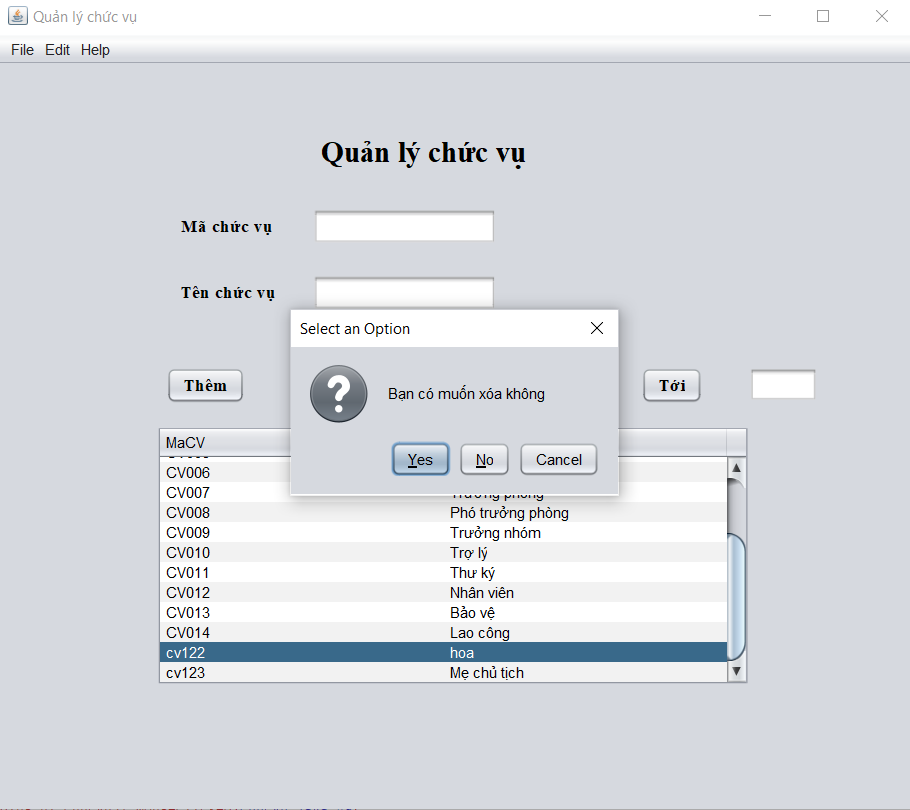 Quản lý chức vụ
File Edit Help
Quản lý chức vụ
Mã chức vụ
Tên chức vụ
Select an Option
Bạn có muốn xóa không
Yes No Cancel
Thêm Tới
MaCV
CV006
CV007 Trưởng phòng
CV008 Phó trưởng phòng
CV009 Trưởng nhóm
CV010 Trợ lý
CV011 Thư ký
CV012 Nhân viên
CV013 Bảo vệ
CV014 Lao công
cv122 hoa
cv123 Mẹ chủ tịch